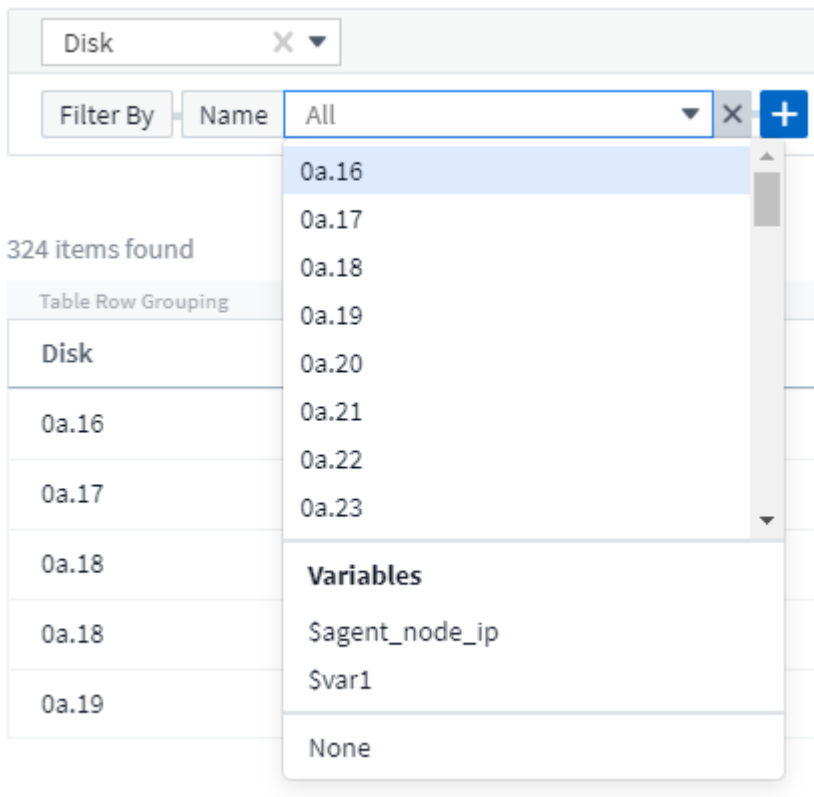 Disk
Filter By Name All
0a.16
0a.17
0a.18
0a.19
0a.20
0a.21
0a.22
0a.23
Variables
$agent_node_ip
$var1
None
324 items found
Table Row Grouping
Disk
0a.16
0a.17
0a.18
0a.18
0a.19